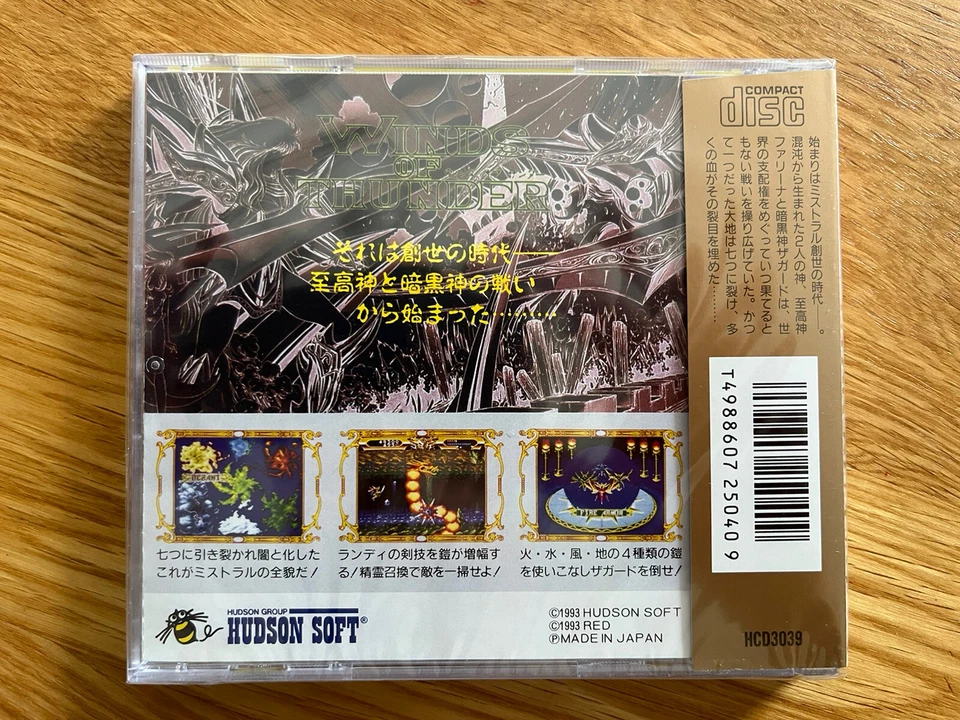 WINDS
OF
THUNDER
それは創世の時代――
至高神と暗黒神の戦い
から始まった………
COMPACT
disc
始まりはミストラル創世の時代――。
混沌から生まれた2人の神、至高神
ファリーナと暗黒神ザガードは、世
界の支配権をめぐっていつ果てると
もない戦いを操り広げていた。かつ
て一つだった大地は七つに裂け、多
くの血がその裂目を埋めた……
T4988607 250409
HCD3039
OCEANT
FIRE ARMOR
七つに引き裂かれ闇と化した
これがミストラルの全貌だ!
ランディの剣技を鎧が増幅す
る!精霊召喚で敵を一掃せよ!
火・水・風・地の4種類の鎧
を使いこなしザガードを倒せ!
HUDSON GROUP
HUDSON SOFT®
©1993 HUDSON SOFT
©1993 RED
ⓅMADE IN JAPAN